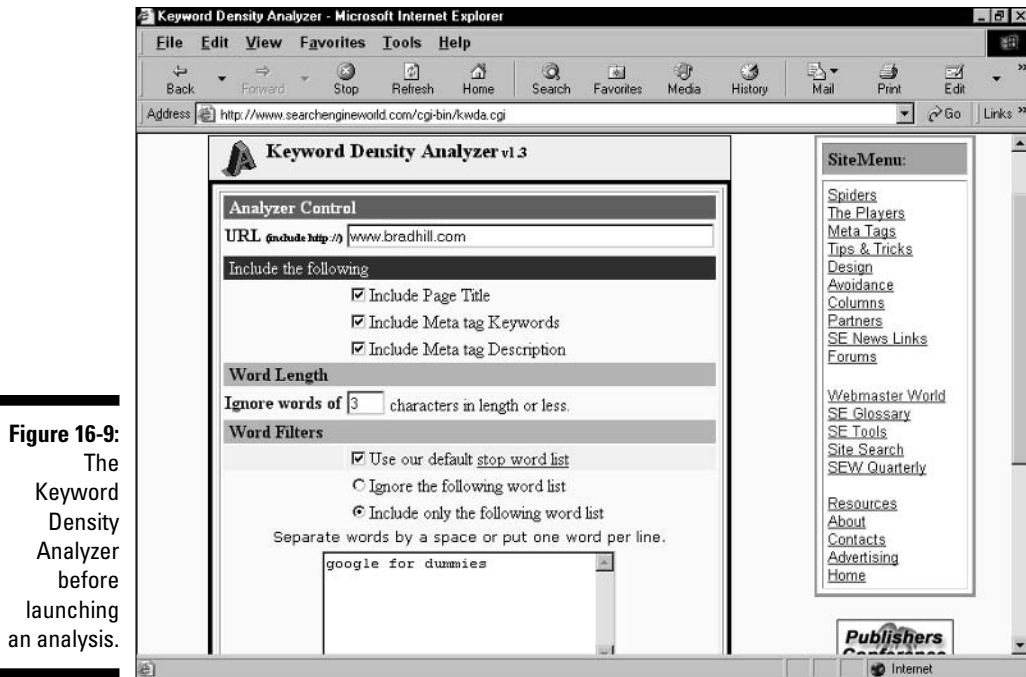 Keyword Density Analyzer - Microsoft Internet Explorer
File Edit View Favorites Tools Help
Back Forward Stop Refresh Home Search Favorites Media History Mail Print Edit »
Address http://www.searchengineworld.com/cgi-bin/kwda.cgi Go Links »
Keyword Density Analyzer v1.3
Analyzer Control
URL (include http://) www.bradhill.com
Include the following
Include Page Title
Include Meta tag Keywords
Include Meta tag Description
Word Length
Ignore words of 3 characters in length or less.
Word Filters
Use our default stop word list
Ignore the following word list
Include only the following word list
Separate words by a space or put one word per line.
google for dummies
SiteMenu:
Spiders
The Players
Meta Tags
Tips & Tricks
Design
Avoidance
Columns
Partners
SE News Links
Forums
Webmaster World
SE Glossary
SE Tools
Site Search
SEW Quarterly
Resources
About
Contacts
Advertising
Home
Publishers
Conference
Internet
Figure 16-9:
The
Keyword
Density
Analyzer
before
launching
an analysis.